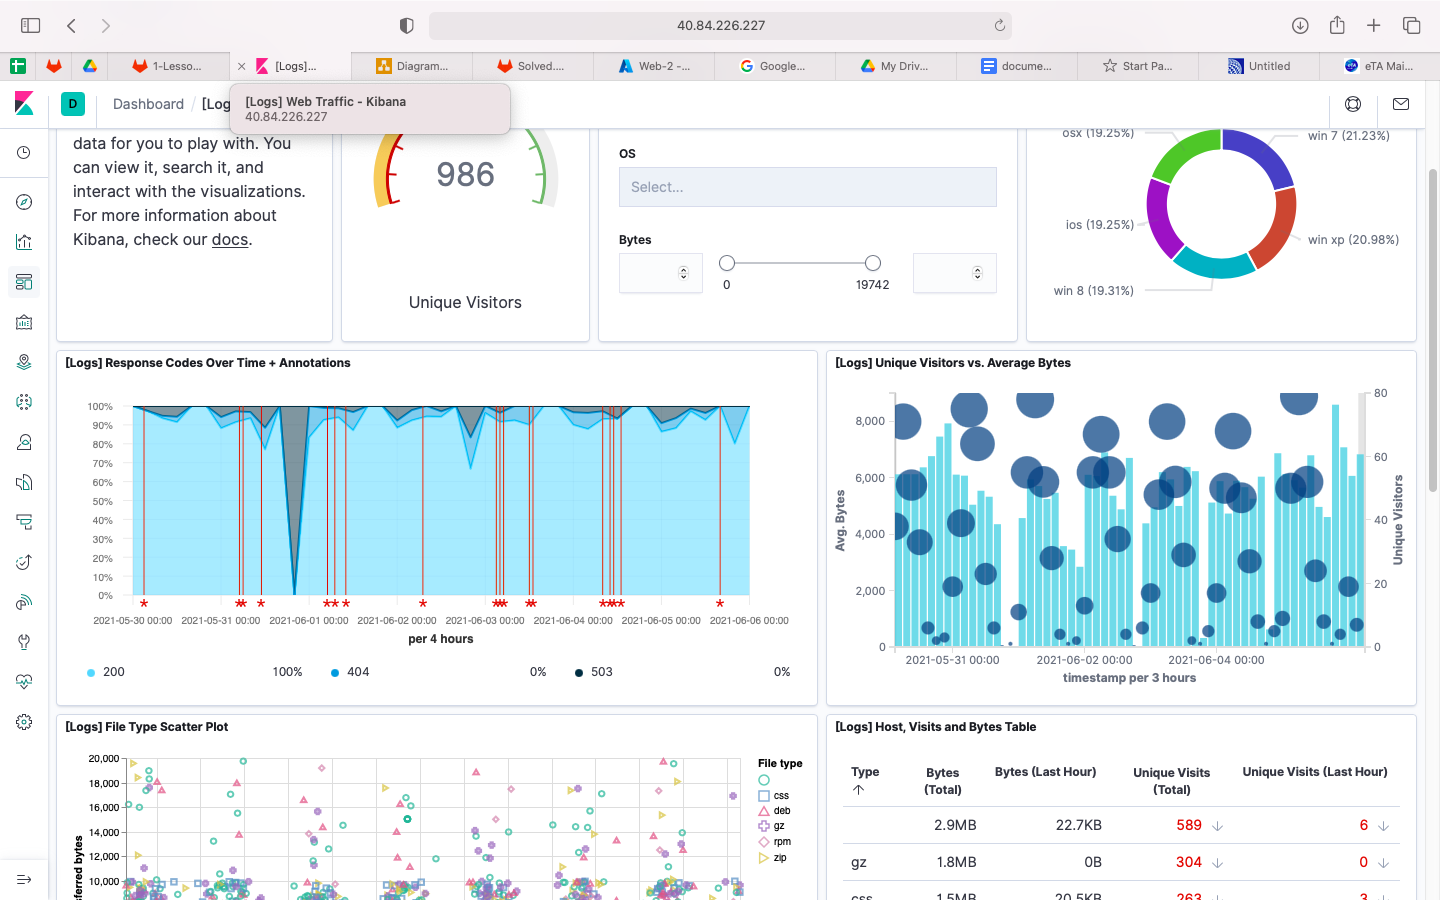 40.84.226.227
1-Lesso...
[Logs]...
Diagram...
Solved....
Web-2 -...
Google...
My Driv...
docume...
Start Pa...
Untitled
eTA Mai...
D
Dashboard / [Log
[Logs] Web Traffic - Kibana
40.84.226.227
data for you to play with. You
can view it, search it, and
interact with the visualizations.
For more information about
Kibana, check our docs.
986
Unique Visitors
OS
Select...
Bytes
0
19742
osx (19.25%)
win 7 (21.23%)
ios (19.25%)
win xp (20.98%)
win 8 (19.31%)
[Logs] Response Codes Over Time + Annotations
100%
90%
80%
70%
60%
50%
40%
30%
20%
10%
0%
2021-05-30 00:00
2021-05-31 00:00
2021-06-01 00:00
2021-06-02 00:00
2021-06-03 00:00
2021-06-04 00:00
2021-06-05 00:00
2021-06-06 00:00
per 4 hours
200 100%
404 0%
503 0%
[Logs] Unique Visitors vs. Average Bytes
8,000
6,000
4,000
2,000
0
Avg. Bytes
80
60
40
20
0
Unique Visitors
2021-05-31 00:00
2021-06-02 00:00
2021-06-04 00:00
timestamp per 3 hours
[Logs] File Type Scatter Plot
20,000
18,000
16,000
14,000
12,000
10,000
sferred bytes
File type
css
deb
gz
rpm
zip
[Logs] Host, Visits and Bytes Table
Type
Bytes (Total)
Bytes (Last Hour)
Unique Visits (Total)
Unique Visits (Last Hour)
2.9MB 22.7KB 589 6
gz 1.8MB 0B 304 0
css 1.5MB 20.5KB 263 3